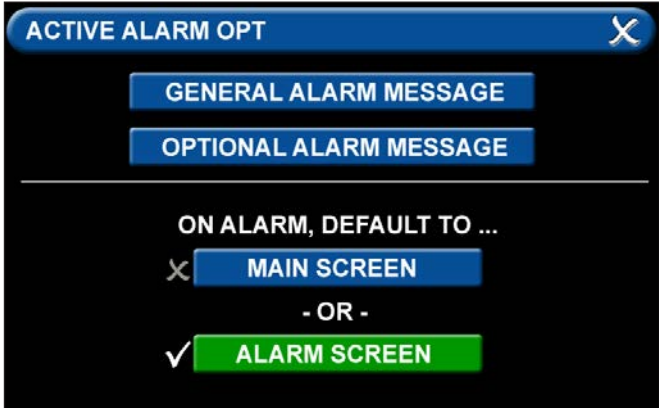 ACTIVE ALARM OPT
GENERAL ALARM MESSAGE
OPTIONAL ALARM MESSAGE
ON ALARM, DEFAULT TO ...
MAIN SCREEN
- OR -
ALARM SCREEN